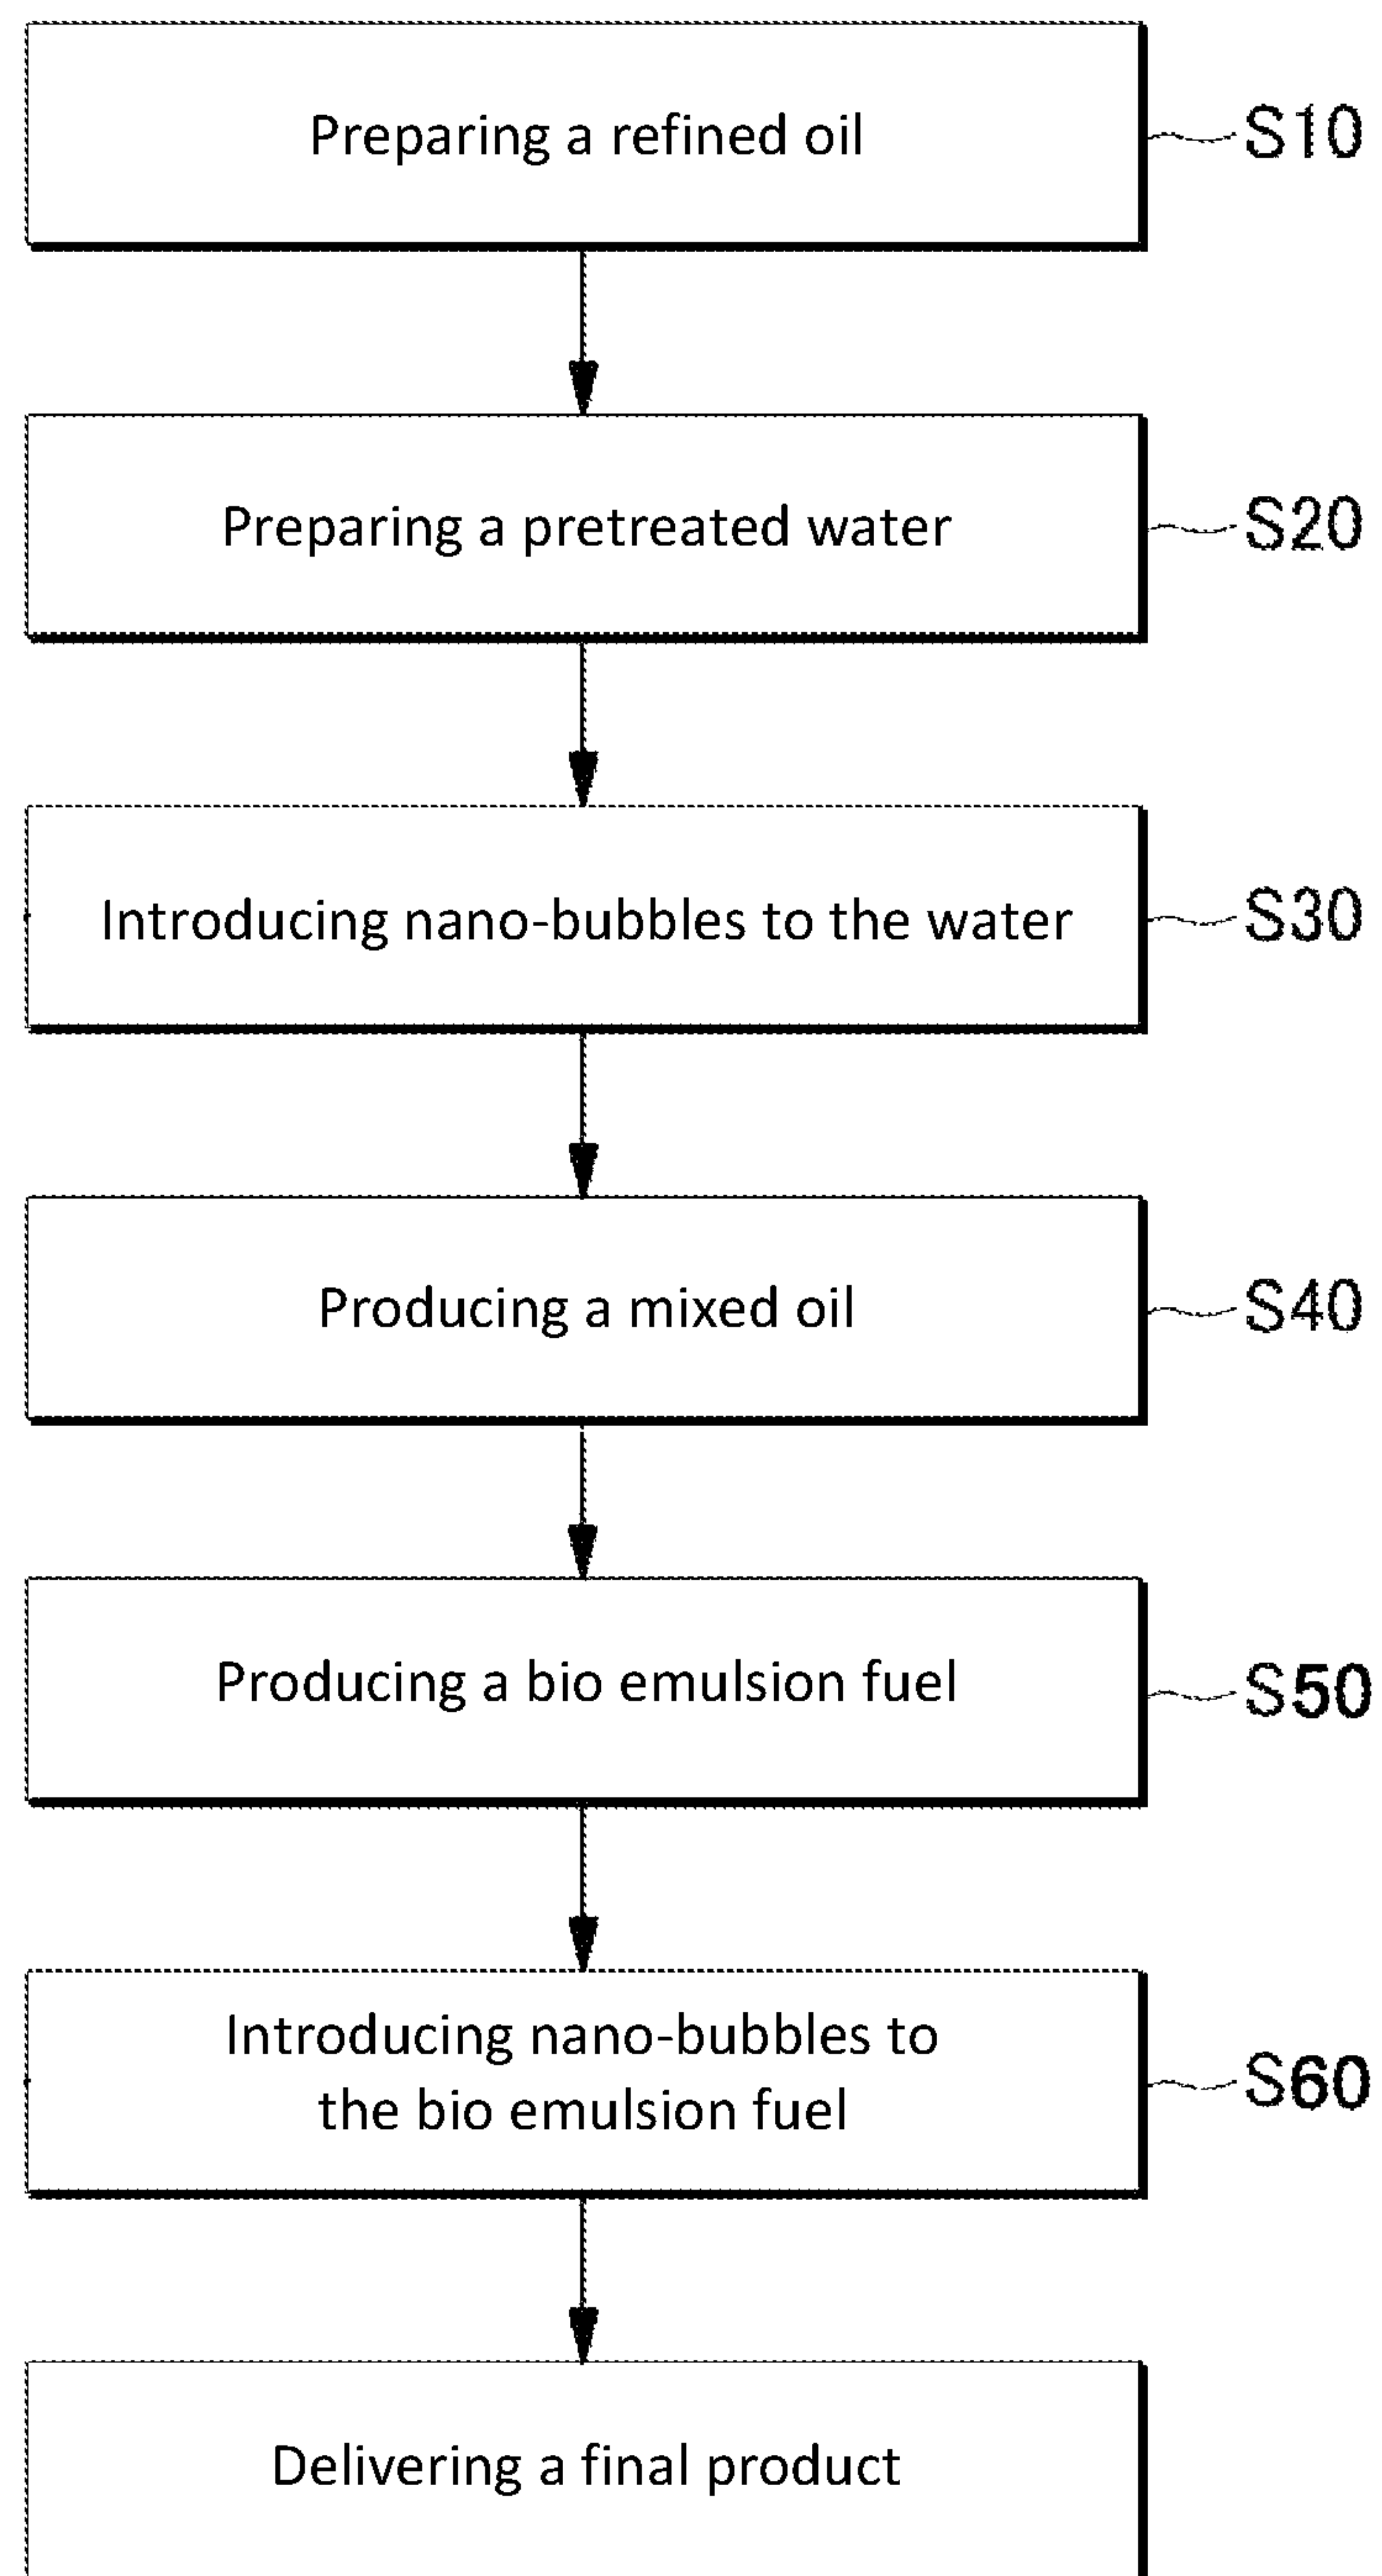 Preparing a refined oil
S10
Preparing a pretreated water
S20
Introducing nano-bubbles to the water
S30
Producing a mixed oil
S40
Producing a bio emulsion fuel
S50
Introducing nano-bubbles to
the bio emulsion fuel
S60
Delivering a final product